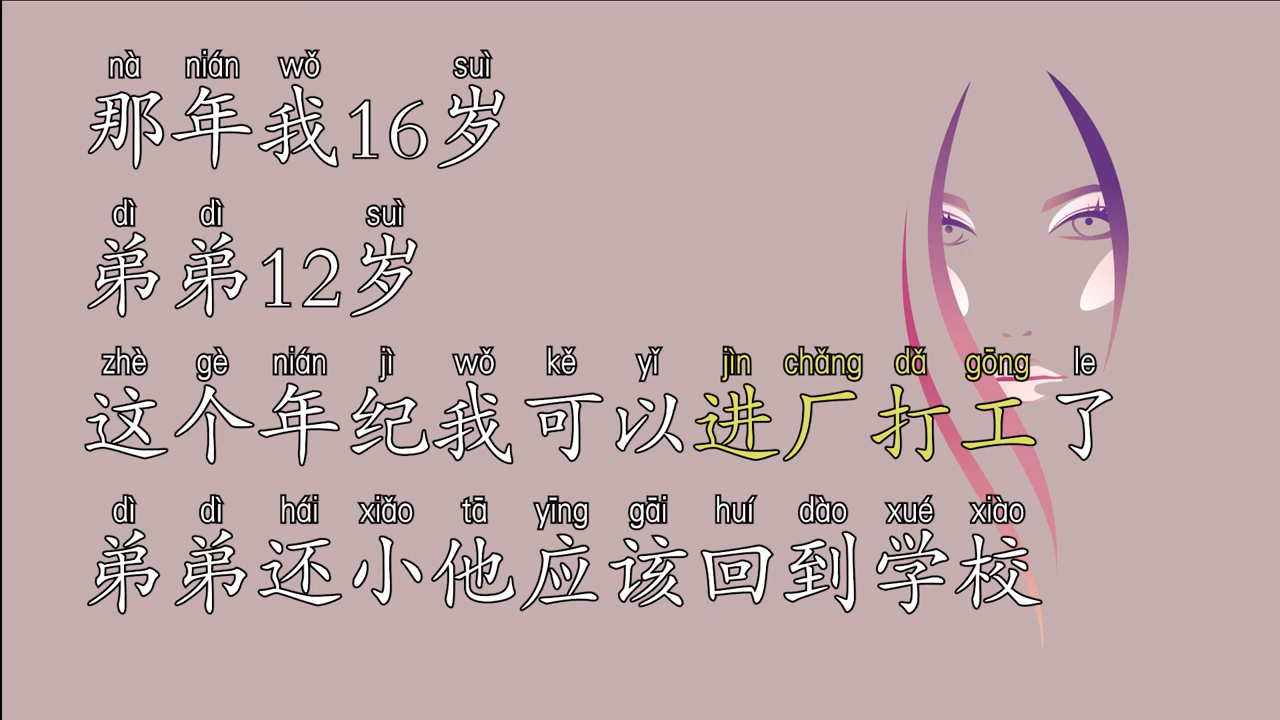 nà nián wǒ suì
那年我16岁
dì dì suì
弟弟12岁
zhè gè nián jì wǒ kě yǐ jìn chǎng dǎ gōng le
这个年纪我可以进厂打工了
dì dì hái xiǎo tā yīng gāi huí dào xué xiào
弟弟还小他应该回到学校